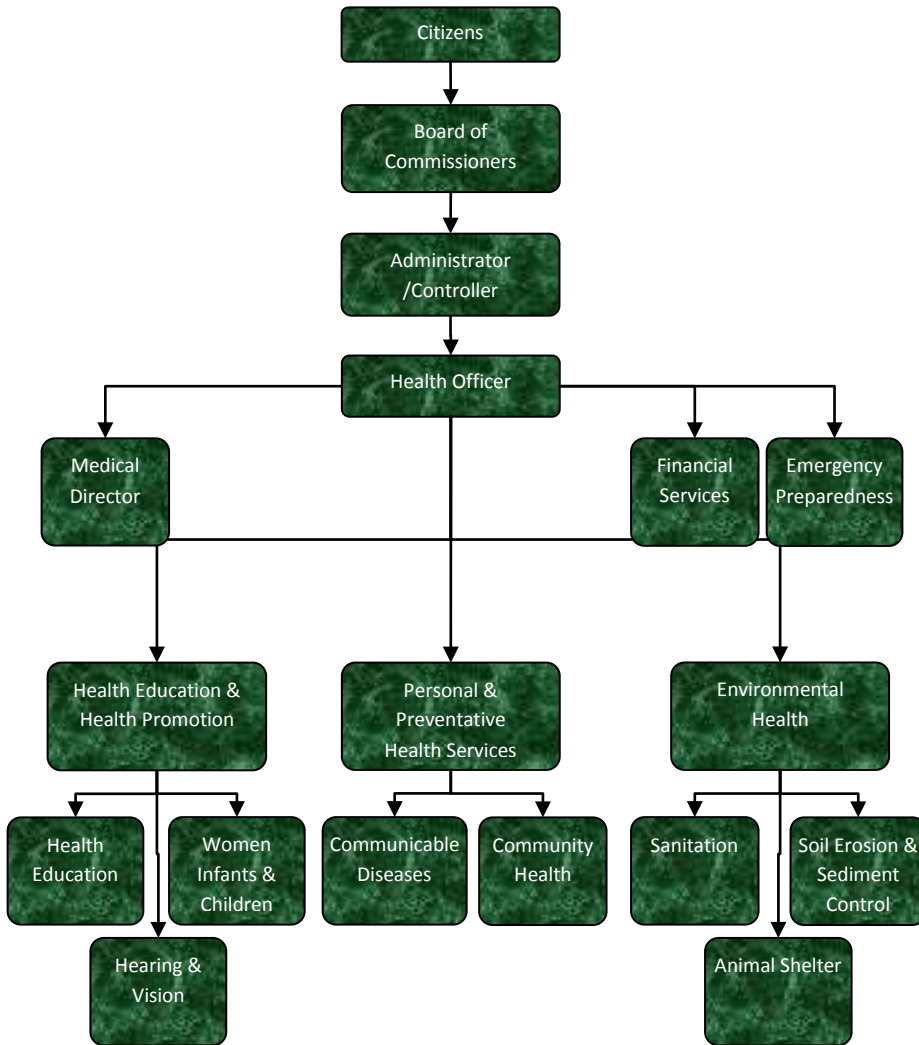 Citizens
Board of
Commissioners
Administrator
/Controller
Health Officer
Medical
Director
Financial
Services
Emergency
Preparedness
Health Education &
Health Promotion
Personal &
Preventative
Health Services
Environmental
Health
Health
Education
Women
Infants &
Children
Communicable
Diseases
Community
Health
Sanitation
Soil Erosion &
Sediment
Control
Hearing &
Vision
Animal Shelter